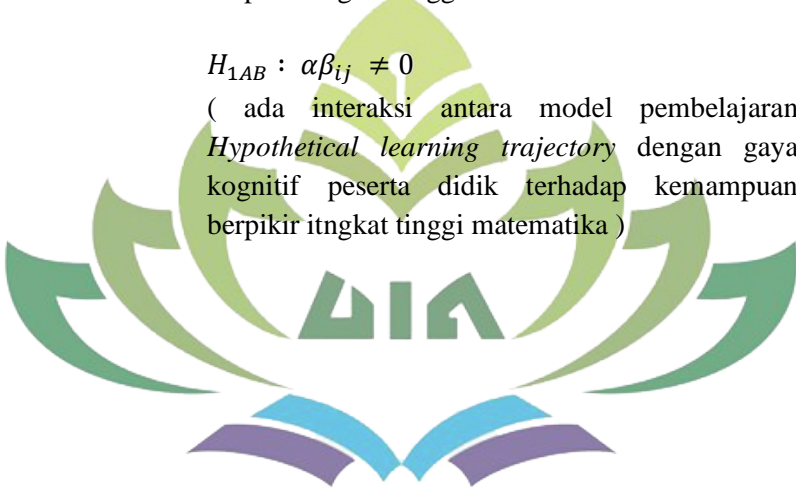 𝐻₁𝐴𝐵 : 𝛼𝛽ᵢⱼ ≠ 0
( ada interaksi antara model pembelajaran
Hypothetical learning trajectory dengan gaya
kognitif peserta didik terhadap kemampuan
berpikir itngkat tinggi matematika )
UIN